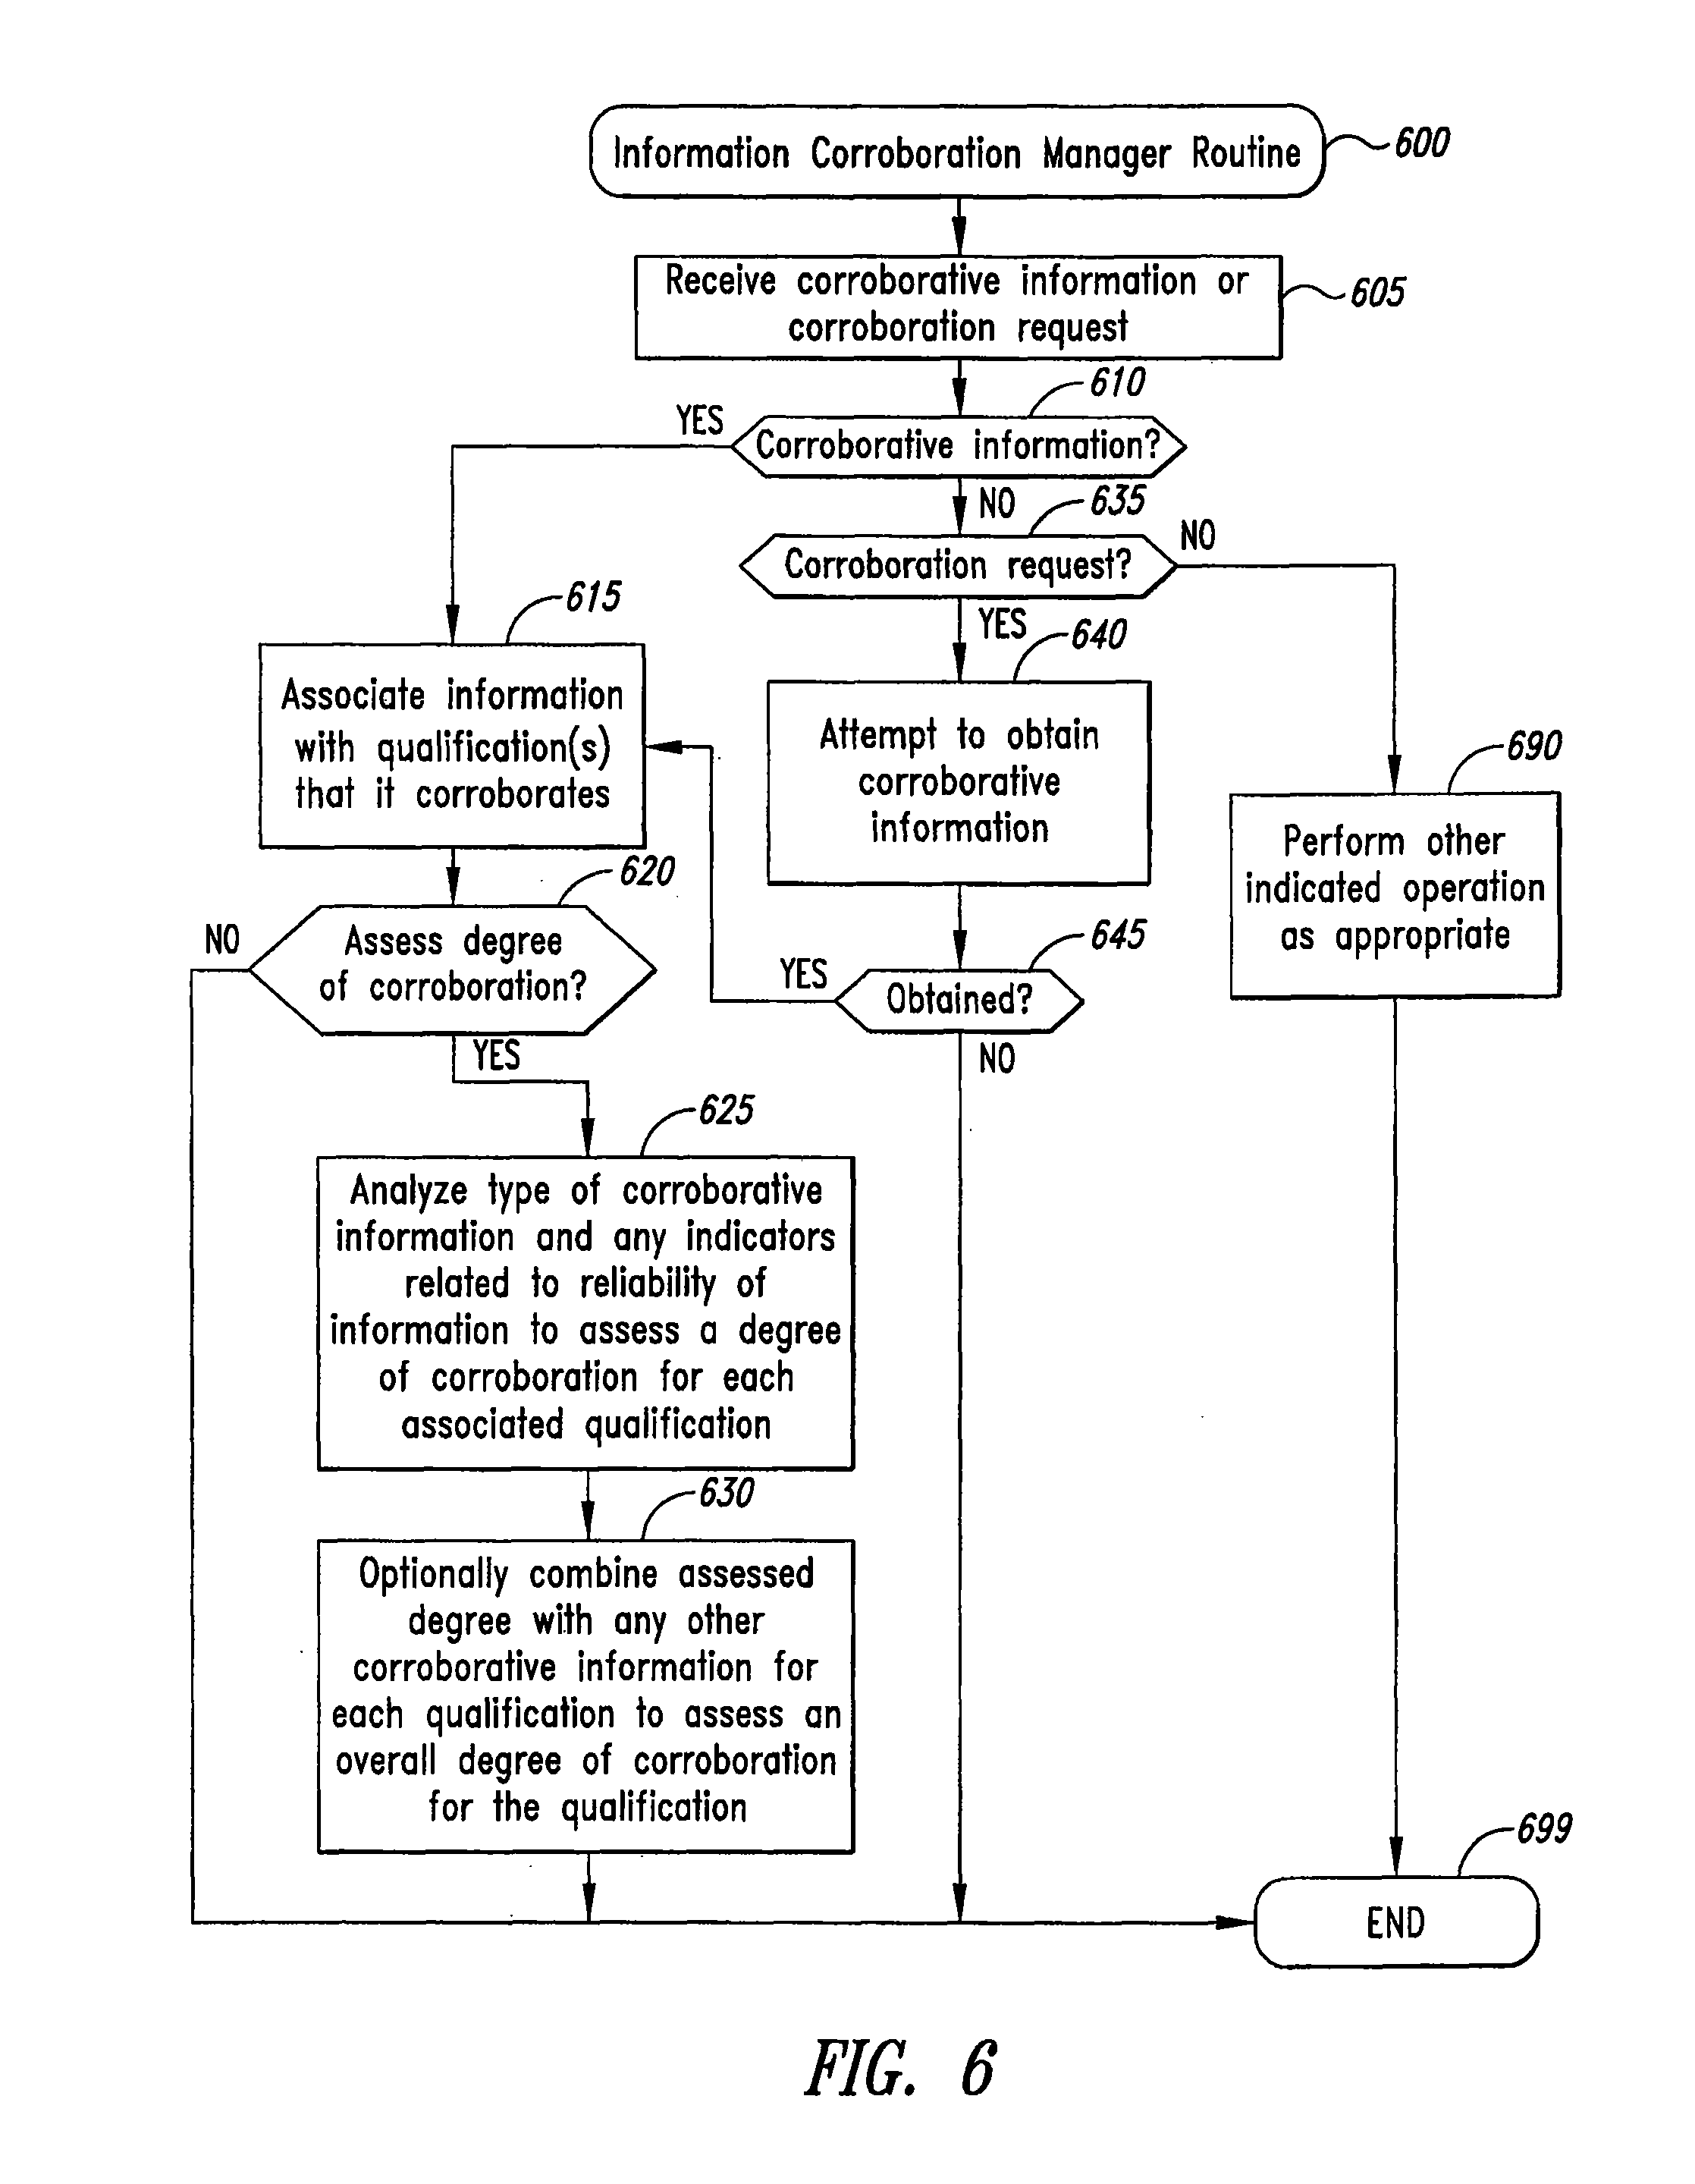 Information Corroboration Manager Routine
600
Receive corroborative information or
corroboration request
605
610
YES
Corroborative information?
NO
635
NO
Corroboration request?
YES
615
640
Associate information
with qualification(s)
that it corroborates
Attempt to obtain
corroborative
information
690
Perform other
indicated operation
as appropriate
620
NO
Assess degree
of corroboration?
YES
645
YES
Obtained?
NO
625
Analyze type of corroborative
information and any indicators
related to reliability of
information to assess a degree
of corroboration for each
associated qualification
630
Optionally combine assessed
degree with any other
corroborative information for
each qualification to assess an
overall degree of corroboration
for the qualification
699
END
FIG. 6